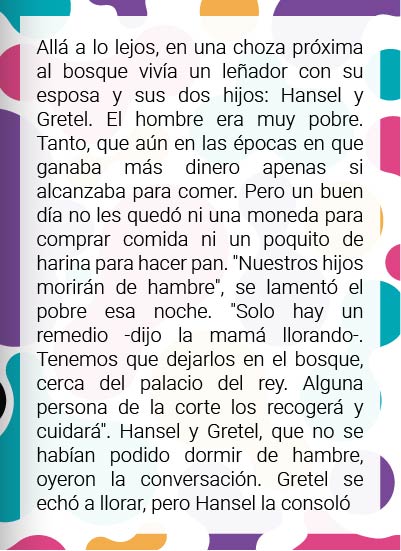 Allá a lo lejos, en una choza próxima
al bosque vivía un leñador con su
esposa y sus dos hijos: Hansel y
Gretel. El hombre era muy pobre.
Tanto, que aún en las épocas en que
ganaba más dinero apenas si
alcanzaba para comer. Pero un buen
día no les quedó ni una moneda para
comprar comida ni un poquito de
harina para hacer pan. "Nuestros hijos
morirán de hambre", se lamentó el
pobre esa noche. "Solo hay un
remedio -dijo la mamá llorando-.
Tenemos que dejarlos en el bosque,
cerca del palacio del rey. Alguna
persona de la corte los recogerá y
cuidará". Hansel y Gretel, que no se
habían podido dormir de hambre,
oyeron la conversación. Gretel se
echó a llorar, pero Hansel la consoló